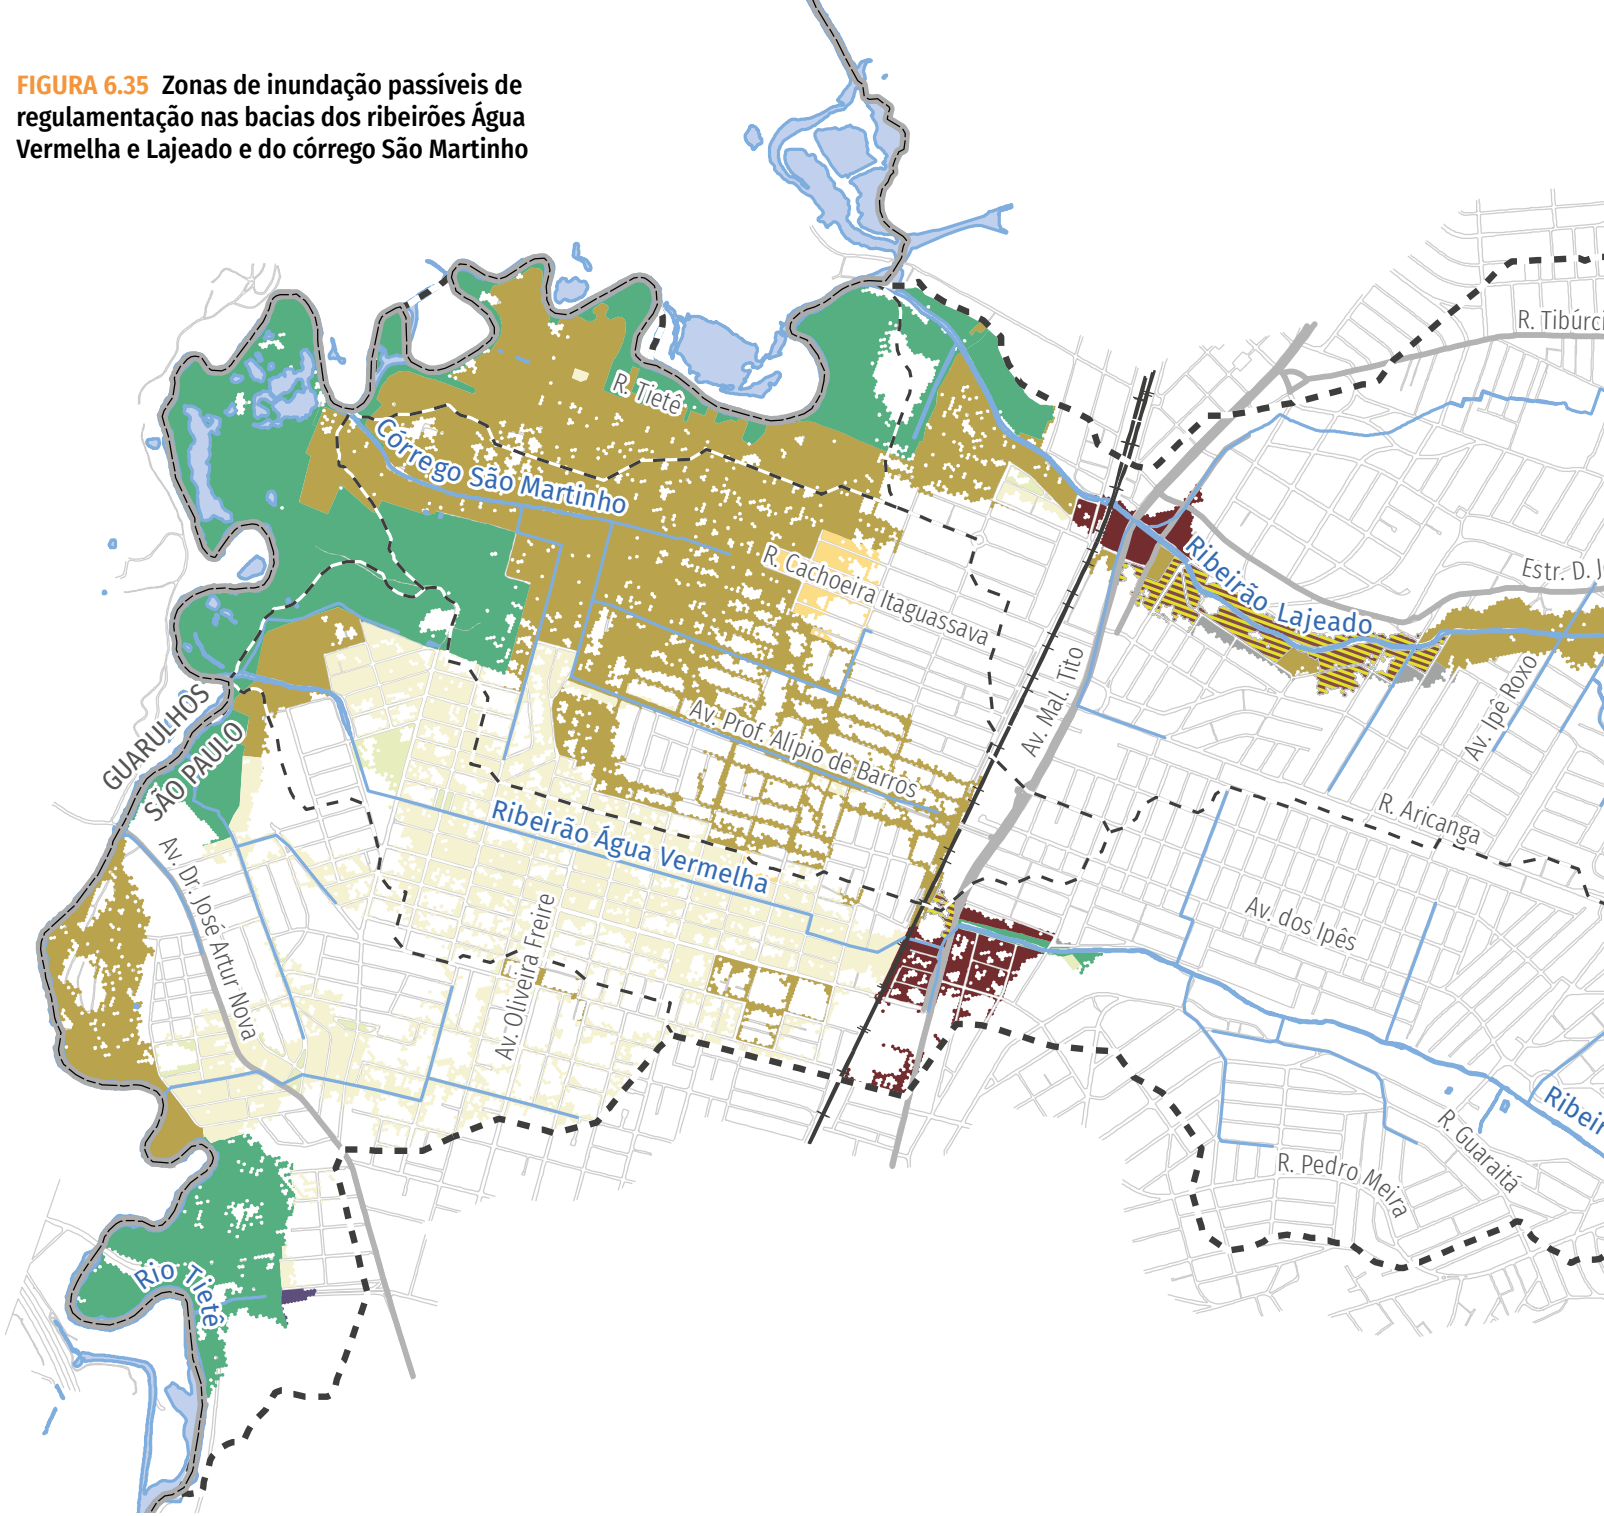 FIGURA 6.35 Zonas de inundação passíveis de
regulamentação nas bacias dos ribeirões Água
Vermelha e Lajeado e do córrego São Martinho
R. Tibúrci
R. Tietê
Córrego São Martinho
R. Cachoeira Itaguassava
Ribeirão Lajeado
Estr. D. J
Av. Mal. Tito
Av. Ipê Roxo
GUARULHOS
SÃO PAULO
Av. Prof. Alípio de Barros
R. Aricanga
Ribeirão Água Vermelha
Av. Dr. José Artur Nova
Av. Oliveira Freire
Av. dos Ipês
Ribeir
R. Guaraitá
R. Pedro Meira
Rio Tietê